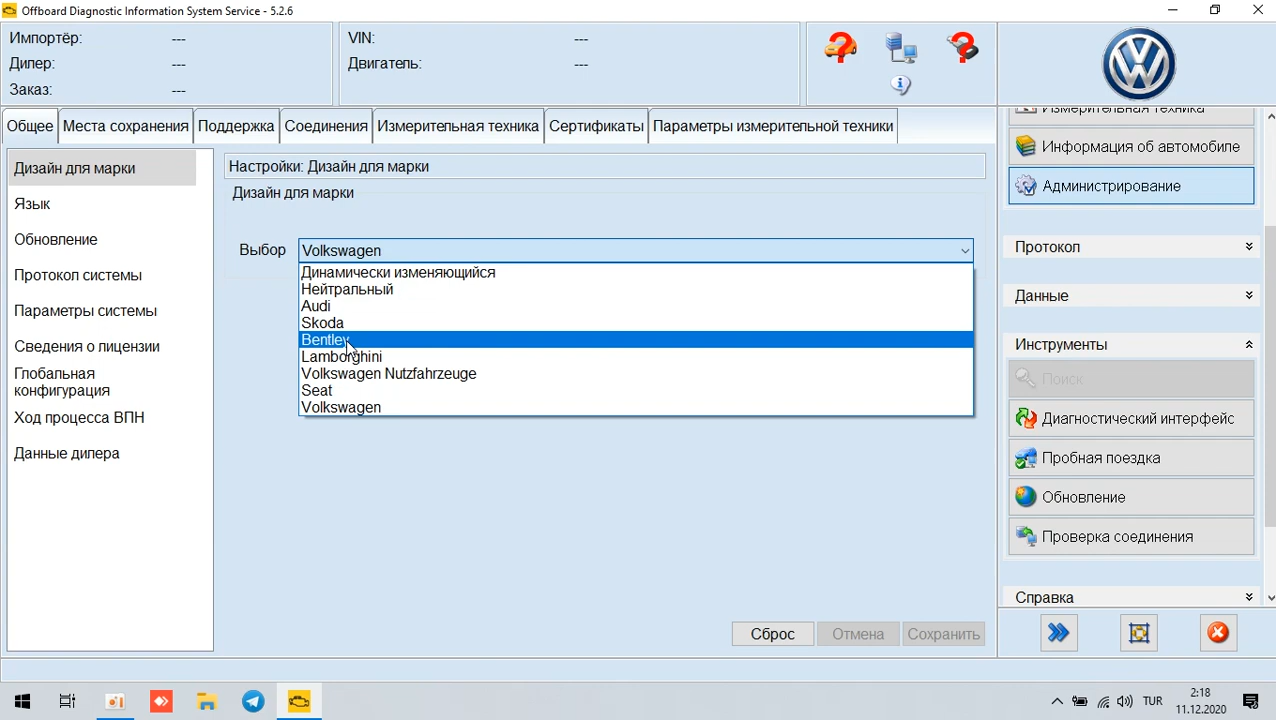 Offboard Diagnostic Information System Service - 5.2.6
Импортёр: ---
Дилер: ---
Заказ: ---
VIN: ---
Двигатель: ---
Общее
Места сохранения
Поддержка
Соединения
Измерительная техника
Сертификаты
Параметры измерительной техники
Дизайн для марки
Язык
Обновление
Протокол системы
Параметры системы
Сведения о лицензии
Глобальная
конфигурация
Ход процесса ВПН
Данные дилера
Настройки: Дизайн для марки
Дизайн для марки
Выбор Volkswagen
Динамически изменяющийся
Нейтральный
Audi
Skoda
Bentley
Lamborghini
Volkswagen Nutzfahrzeuge
Seat
Volkswagen
Сброс
Отмена
Сохранить
Измерительная техника
Информация об автомобиле
Администрирование
Протокол
Данные
Инструменты
Поиск
Диагностический интерфейс
Пробная поездка
Обновление
Проверка соединения
Справка
TUR
2:18
11.12.2020